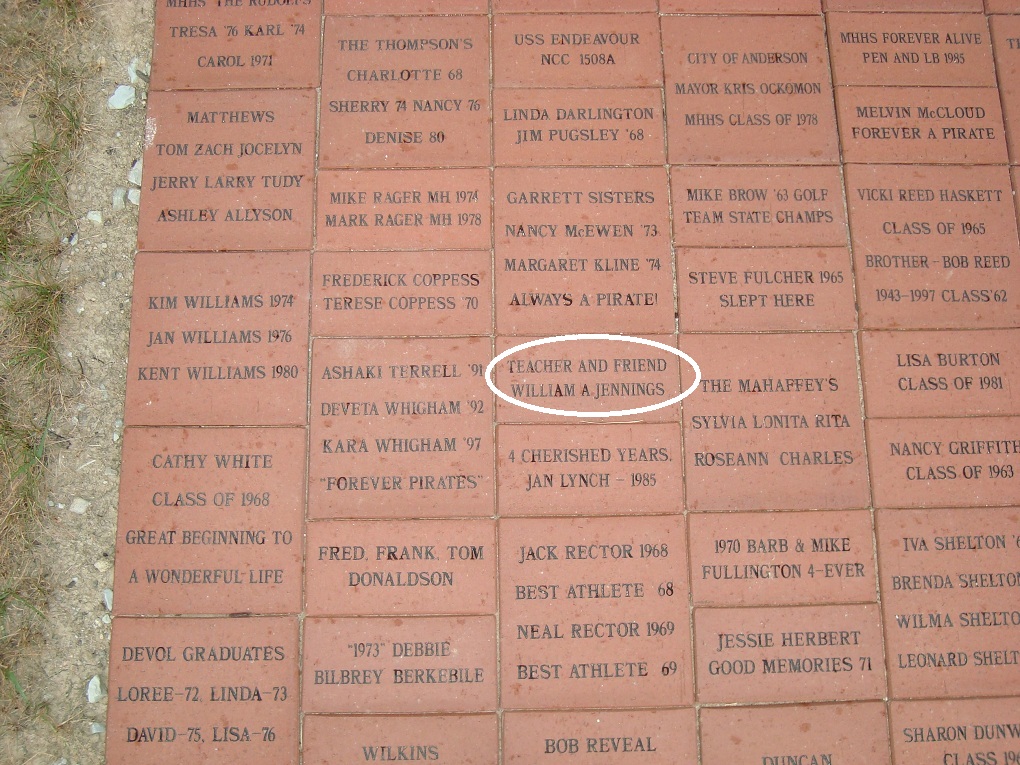 MHHS THE RUDOLFS
TRESA '76 KARL '74
CAROL 1971
MATTHEWS
TOM ZACH JOCELYN
JERRY LARRY TUDY
ASHLEY ALLYSON
KIM WILLIAMS 1974
JAN WILLIAMS 1976
KENT WILLIAMS 1980
CATHY WHITE
CLASS OF 1968
GREAT BEGINNING TO
A WONDERFUL LIFE
DEVOL GRADUATES
LOREE-72, LINDA-73
DAVID-75, LISA-76
THE THOMPSON'S
CHARLOTTE 68
SHERRY 74 NANCY 76
DENISE 80
MIKE RAGER MH 1974
MARK RAGER MH 1978
FREDERICK COPPESS
TERESE COPPESS '70
ASHAKI TERRELL '91
DEVETA WHIGHAM '92
KARA WHIGHAM '97
"FOREVER PIRATES"
FRED, FRANK, TOM
DONALDSON
"1973" DEBBIE
BILBREY BERKEBILE
WILKINS
USS ENDEAVOUR
NCC 1508A
LINDA DARLINGTON
JIM PUGSLEY '68
GARRETT SISTERS
NANCY McEWEN '73
MARGARET KLINE '74
ALWAYS A PIRATE!
TEACHER AND FRIEND
WILLIAM A. JENNINGS
4 CHERISHED YEARS,
JAN LYNCH - 1985
JACK RECTOR 1968
BEST ATHLETE 68
NEAL RECTOR 1969
BEST ATHLETE 69
BOB REVEAL
CITY OF ANDERSON
MAYOR KRIS OCKOMON
MHHS CLASS OF 1978
MIKE BROW '63 GOLF
TEAM STATE CHAMPS
STEVE FULCHER 1965
SLEPT HERE
THE MAHAFFEY'S
SYLVIA LONITA RITA
ROSEANN CHARLES
1970 BARB & MIKE
FULLINGTON 4-EVER
JESSIE HERBERT
GOOD MEMORIES 71
DUNCAN
MHHS FOREVER ALIVE
PEN AND LB 1985
MELVIN McCLOUD
FOREVER A PIRATE
VICKI REED HASKETT
CLASS OF 1965
BROTHER-BOB REED
1943-1997 CLASS'62
LISA BURTON
CLASS OF 1981
NANCY GRIFFITH
CLASS OF 1963
IVA SHELTON
BRENDA SHELTON
WILMA SHELTO
LEONARD SHELT
SHARON DUNW
CLASS